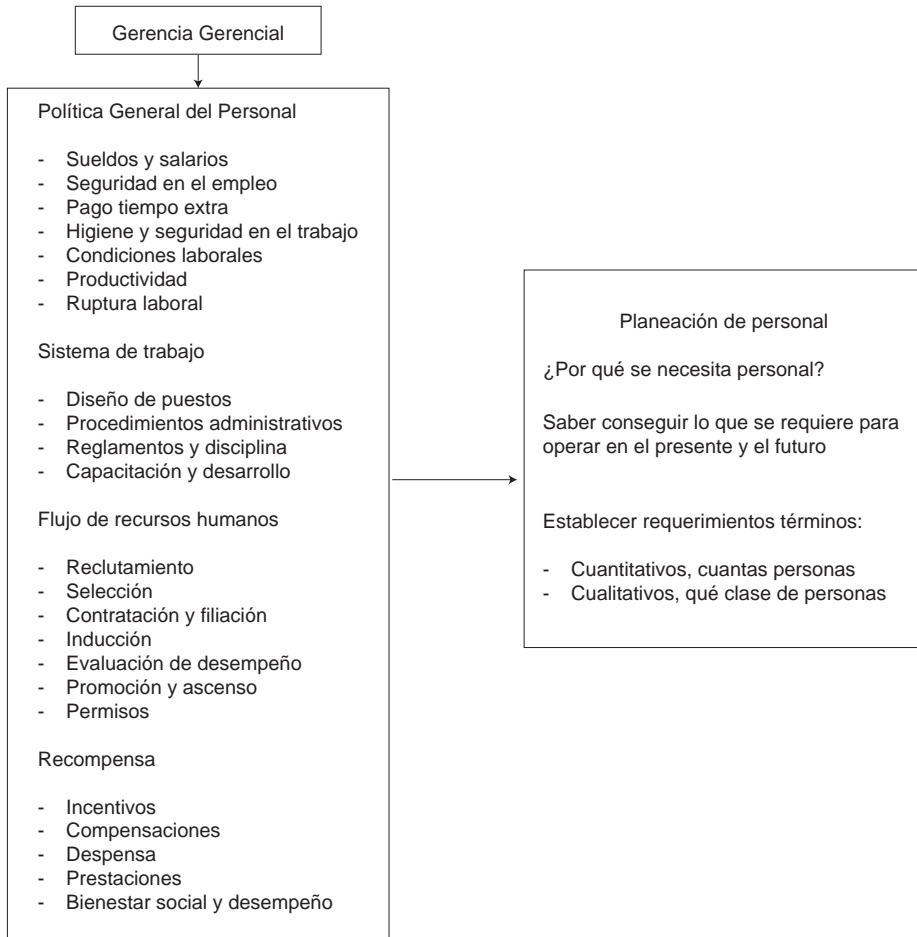 Gerencia Gerencial
Política General del Personal
- Sueldos y salarios
- Seguridad en el empleo
- Pago tiempo extra
- Higiene y seguridad en el trabajo
- Condiciones laborales
- Productividad
- Ruptura laboral
Sistema de trabajo
- Diseño de puestos
- Procedimientos administrativos
- Reglamentos y disciplina
- Capacitación y desarrollo
Flujo de recursos humanos
- Reclutamiento
- Selección
- Contratación y filiación
- Inducción
- Evaluación de desempeño
- Promoción y ascenso
- Permisos
Recompensa
- Incentivos
- Compensaciones
- Despensa
- Prestaciones
- Bienestar social y desempeño
Planeación de personal
¿Por qué se necesita personal?
Saber conseguir lo que se requiere para
operar en el presente y el futuro
Establecer requerimientos términos:
- Cuantitativos, cuantas personas
- Cualitativos, qué clase de personas